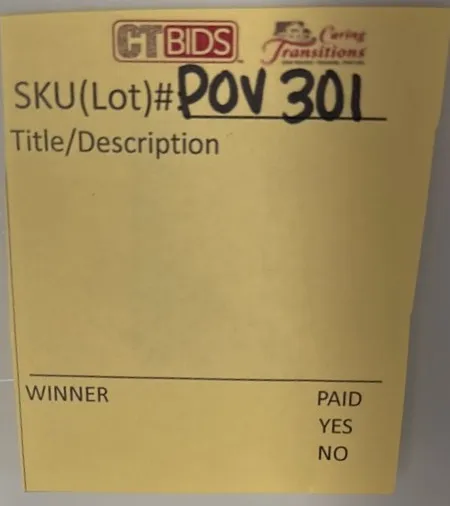 CTBIDS Caring Transitions
SKU(Lot)# POV 301
Title/Description
WINNER PAID
YES
NO